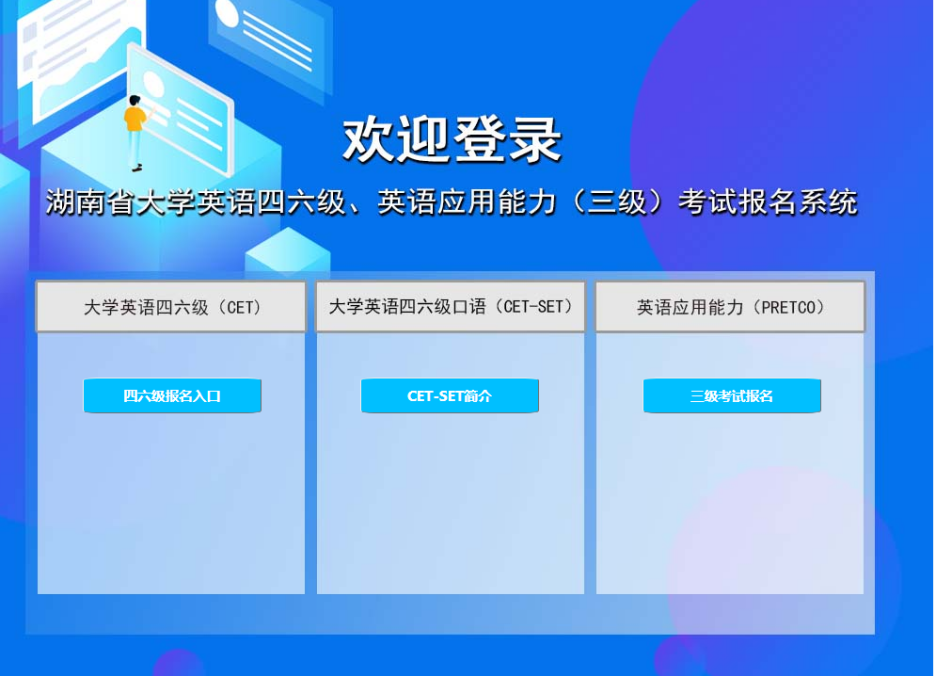 欢迎登录
湖南省大学英语四六级、英语应用能力（三级）考试报名系统
大学英语四六级（CET）
大学英语四六级口语（CET-SET）
英语应用能力（PRETCO）
四六级报名入口
CET-SET简介
三级考试报名